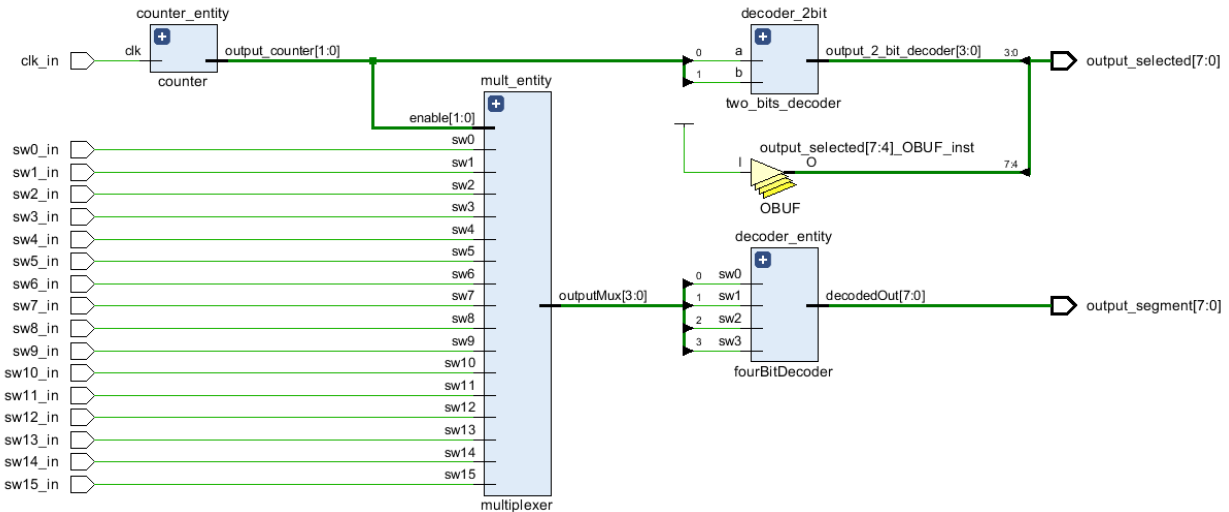 counter_entity
decoder_2bit
clk_in
clk
output_counter[1:0]
counter
0
a
1
b
output_2_bit_decoder[3:0]
3:0
output_selected[7:0]
two_bits_decoder
mult_entity
enable[1:0]
output_selected[7:4]_OBUF_inst
I
O
7:4
OBUF
sw0_in
sw0
sw1_in
sw1
sw2_in
sw2
sw3_in
sw3
sw4_in
sw4
sw5_in
sw5
sw6_in
sw6
sw7_in
sw7
sw8_in
sw8
sw9_in
sw9
sw10_in
sw10
sw11_in
sw11
sw12_in
sw12
sw13_in
sw13
sw14_in
sw14
sw15_in
sw15
multiplexer
outputMux[3:0]
decoder_entity
0
sw0
1
sw1
2
sw2
3
sw3
decodedOut[7:0]
output_segment[7:0]
fourBitDecoder